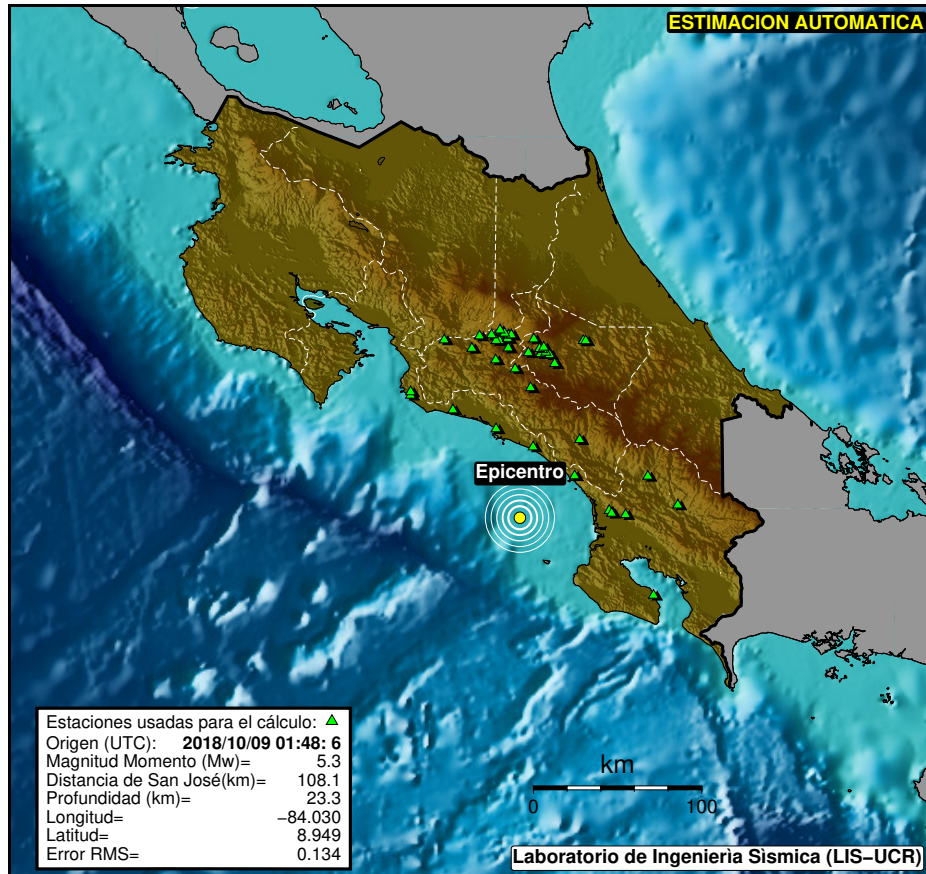 ESTIMACION AUTOMATICA
Epicentro
Estaciones usadas para el cálculo:
Origen (UTC): 2018/10/09 01:48: 6
Magnitud Momento (Mw)= 5.3
Distancia de San José(km)= 108.1
Profundidad (km)= 23.3
Longitud= −84.030
Latitud= 8.949
Error RMS= 0.134
km
0 100
Laboratorio de Ingenierìa Sìsmica (LIS−UCR)